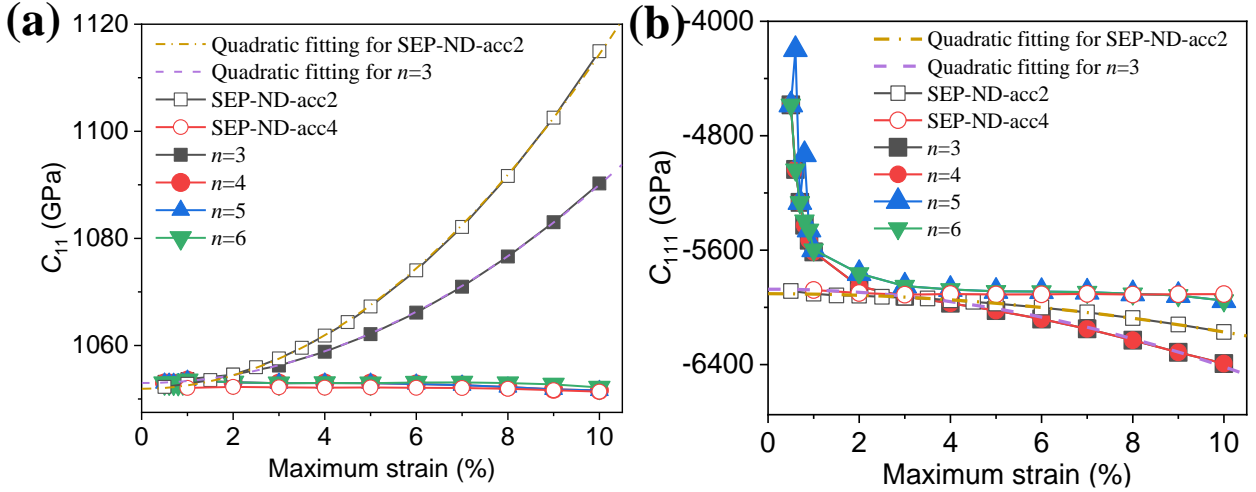 (a)
1120
1100
1080
1060
C11 (GPa)
Quadratic fitting for SEP-ND-acc2
Quadratic fitting for n=3
SEP-ND-acc2
SEP-ND-acc4
n=3
n=4
n=5
n=6
0 2 4 6 8 10
Maximum strain (%)
(b)
-4000
-4800
-5600
-6400
C111 (GPa)
Quadratic fitting for SEP-ND-acc2
Quadratic fitting for n=3
SEP-ND-acc2
SEP-ND-acc4
n=3
n=4
n=5
n=6
0 2 4 6 8 10
Maximum strain (%)